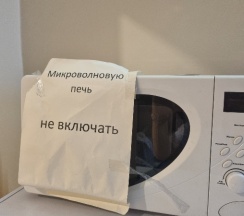 Микроволновую
печь
не включать